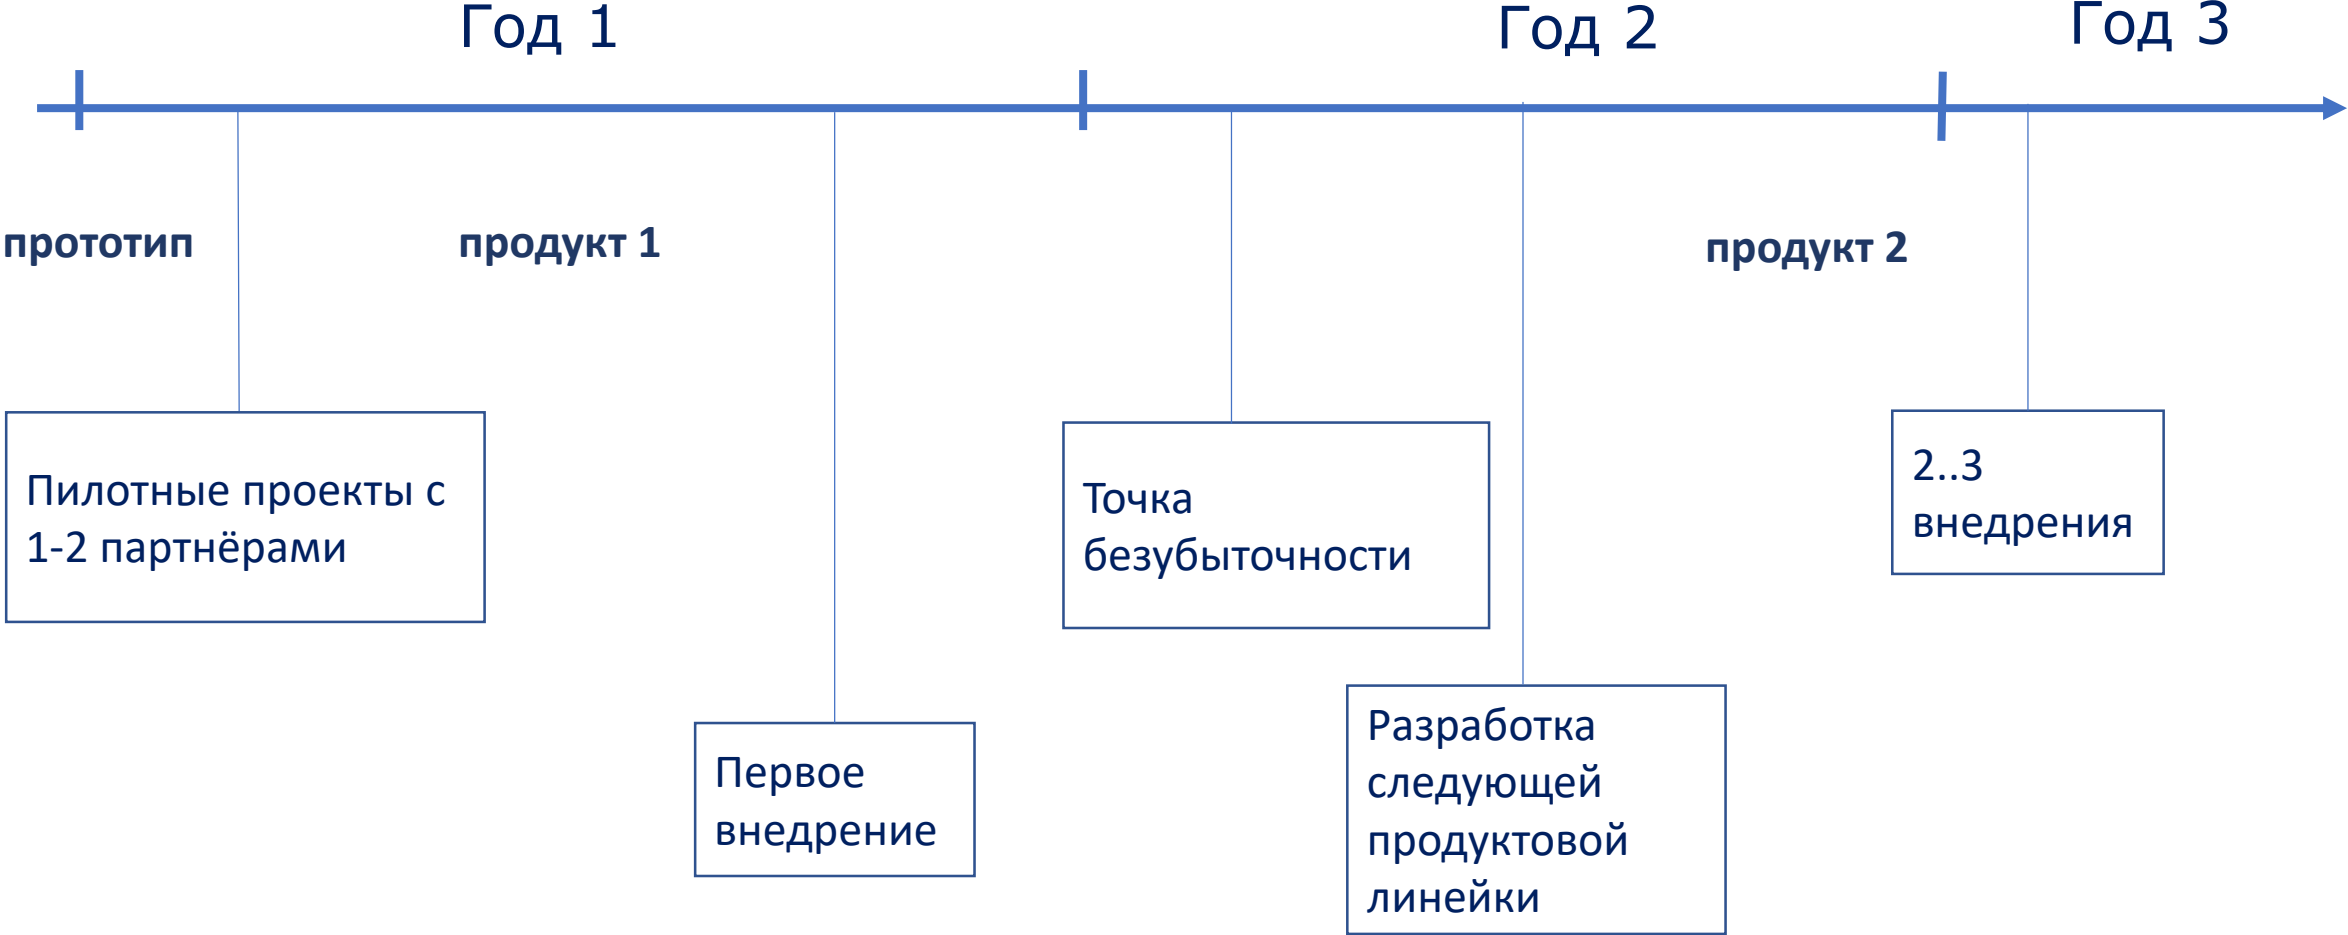 Год 1
Год 2
Год 3
прототип
продукт 1
продукт 2
Пилотные проекты с
1-2 партнёрами
Первое
внедрение
Точка
безубыточности
Разработка
следующей
продуктовой
линейки
2..3
внедрения